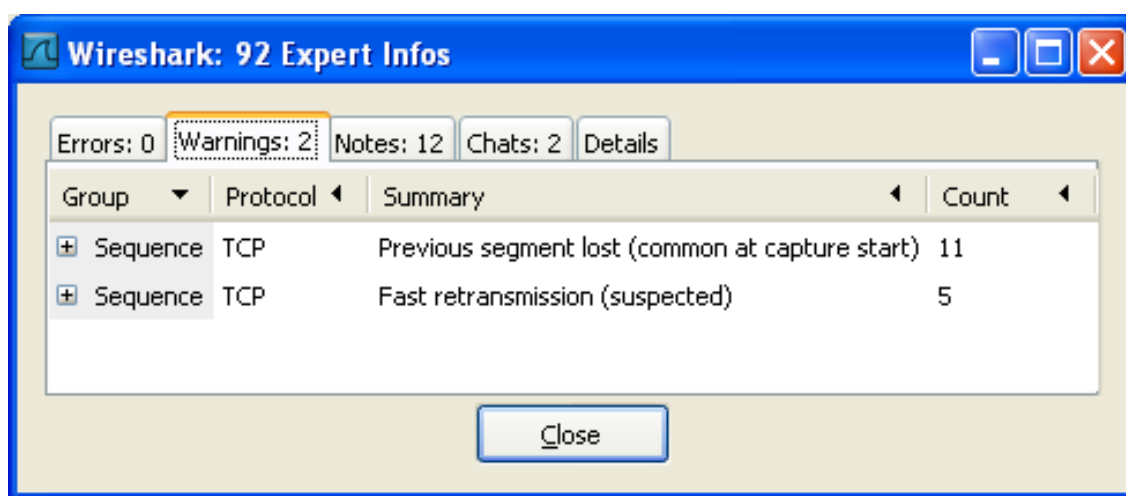 Wireshark: 92 Expert Infos
Errors: 0 Warnings: 2 Notes: 12 Chats: 2 Details
Group Protocol Summary Count
Sequence TCP Previous segment lost (common at capture start) 11
Sequence TCP Fast retransmission (suspected) 5
Close